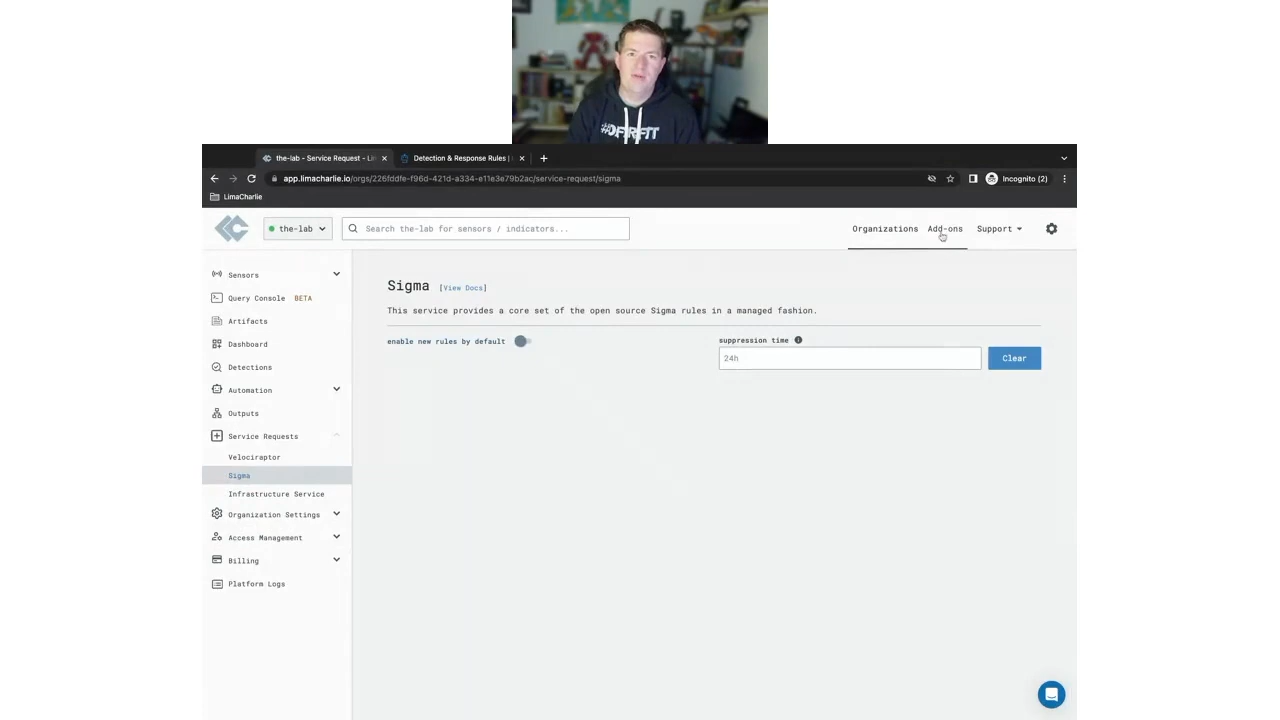 #DFIRFIT
the-lab - Service Request - Li
Detection & Response Rules |
app.limacharlie.io/orgs/226fddfe-f96d-421d-a334-e11e3e79b2ac/service-request/sigma
Incognito (2)
LimaCharlie
the-lab
Search the-lab for sensors / indicators...
Organizations
Add-ons
Support
Sensors
Query Console BETA
Artifacts
Dashboard
Detections
Automation
Outputs
Service Requests
Velociraptor
Sigma
Infrastructure Service
Organization Settings
Access Management
Billing
Platform Logs
Sigma [View Docs]
This service provides a core set of the open source Sigma rules in a managed fashion.
enable new rules by default
suppression time
24h
Clear